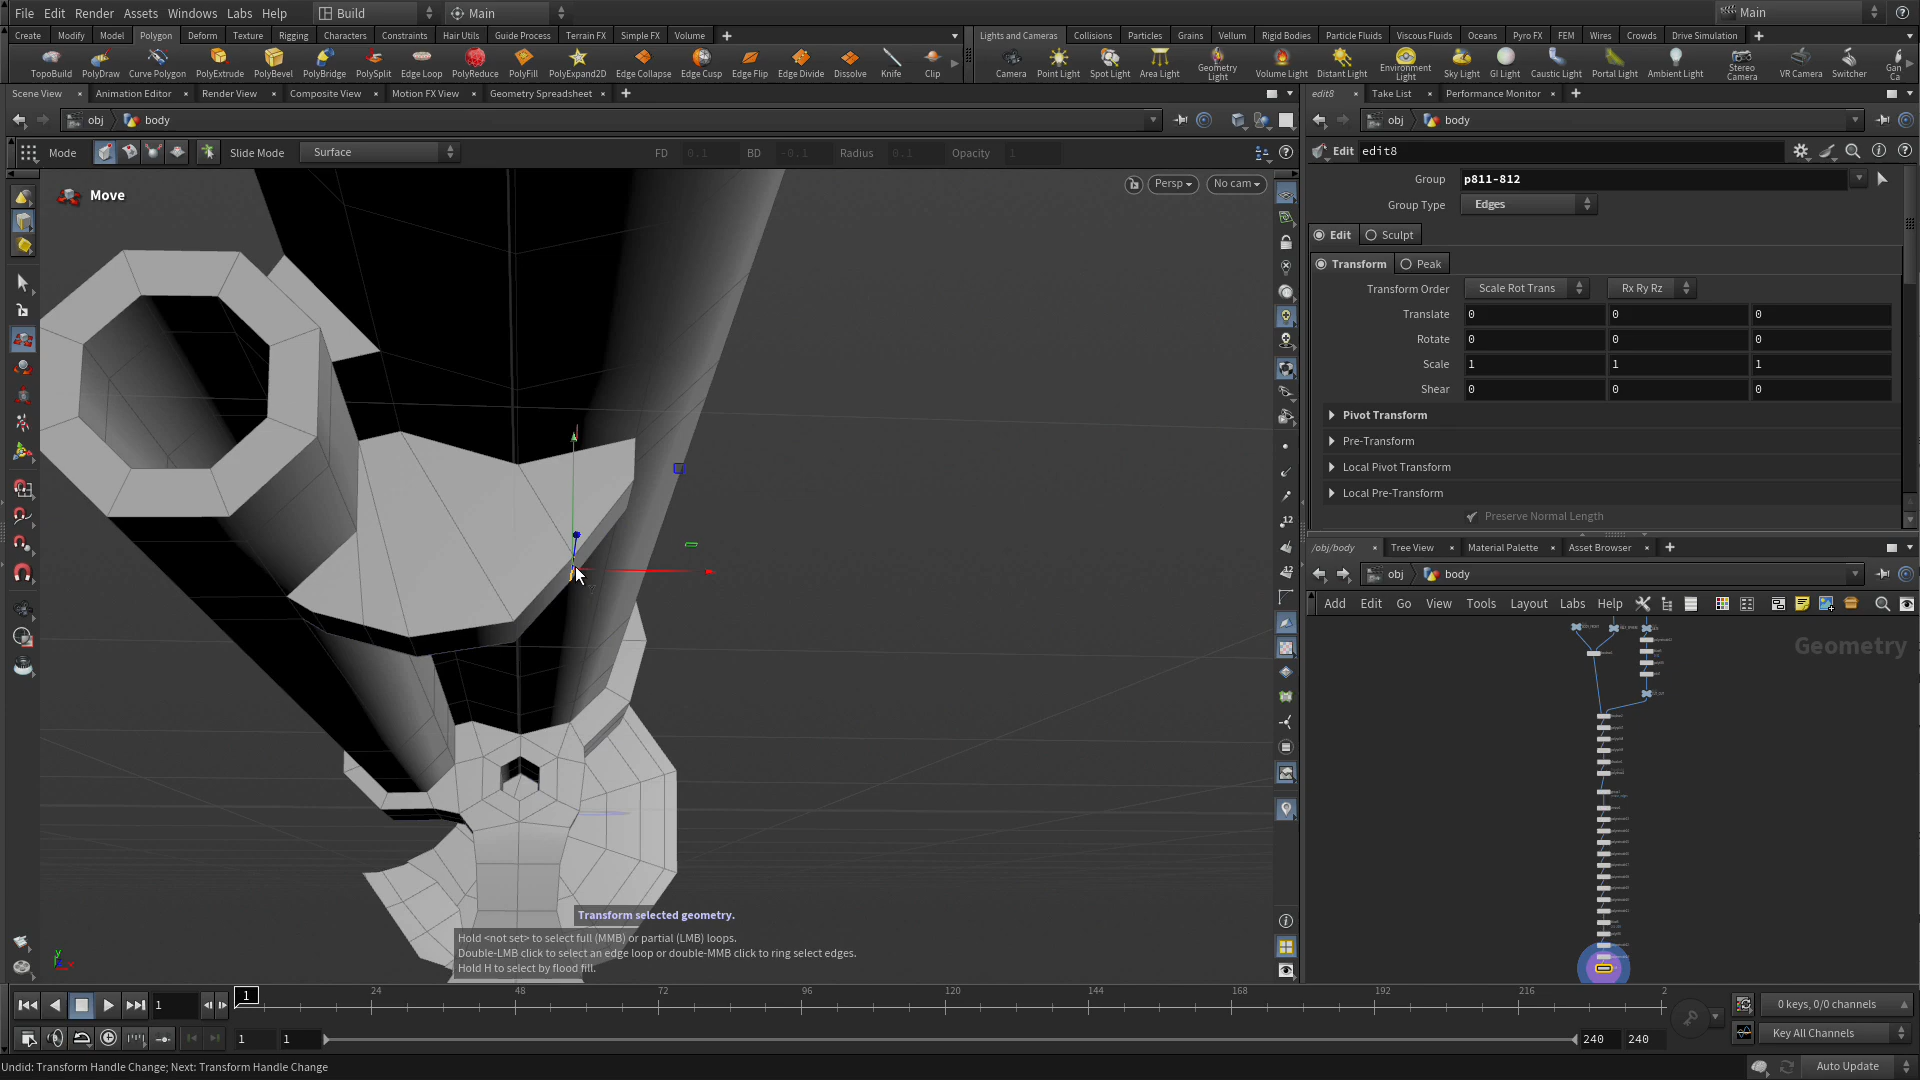 File Edit Render Assets Windows Labs Help Build Main Main
Create Modify Model Polygon Deform Texture Rigging Characters Constraints Hair Utils Guide Process Terrain FX Simple FX Volume
Lights and Cameras Collisions Particles Grains Vellum Rigid Bodies Particle Fluids Viscous Fluids Oceans Pyro FX FEM Wires Crowds Drive Simulation
TopoBuild PolyDraw Curve Polygon PolyExtrude PolyBevel PolyBridge PolySplit Edge Loop PolyReduce PolyFill PolyExpand2D Edge Collapse Edge Cusp Edge Flip Edge Divide Dissolve Knife Clip
Camera Point Light Spot Light Area Light Geometry Light Volume Light Distant Light Environment Light Sky Light GI Light Caustic Light Portal Light Ambient Light Stereo Camera VR Camera Switcher Gan Ca
Scene View Animation Editor Render View Composite View Motion FX View Geometry Spreadsheet
edit8 Take List Performance Monitor
obj body
obj body
Mode Slide Mode Surface FD 0.1 BD -0.1 Radius 0.1 Opacity 1
Edit edit8
Move
Persp No cam
Group p811-812
Group Type Edges
Edit Sculpt
Transform Peak
Transform Order Scale Rot Trans Rx Ry Rz
Translate 0 0 0
Rotate 0 0 0
Scale 1 1 1
Shear 0 0 0
Pivot Transform
Pre-Transform
Local Pivot Transform
Local Pre-Transform
Preserve Normal Length
12
12
/obj/body Tree View Material Palette Asset Browser
obj body
Add Edit Go View Tools Layout Labs Help
Geometry
Transform selected geometry.
Hold <not set> to select full (MMB) or partial (LMB) loops.
Double-LMB click to select an edge loop or double-MMB click to ring select edges.
Hold H to select by flood fill.
y
1 1 24 48 72 96 120 144 168 192 216 2
0 keys, 0/0 channels
1 1 240 240 Key All Channels
Undid: Transform Handle Change; Next: Transform Handle Change
Auto Update